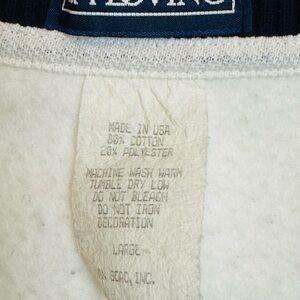 MADE IN USA
80% COTTON
20% POLYESTER
MACHINE WASH WARM
TUMBLE DRY LOW
DO NOT BLEACH
DO NOT IRON
DECORATION
LARGE
INC.